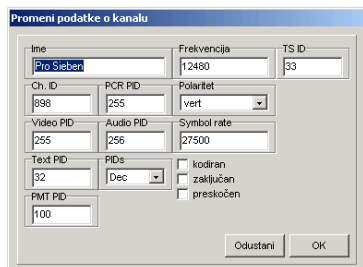 Promeni podatke o kanalu
Ime Frekvencija TS ID
Pro Sieben 12480 33
Ch. ID PCR PID Polaritet
898 255 vert
Video PID Audio PID Symbol rate
255 256 27500
Text PID PIDs
32 Dec
kodiran
zaključan
preskočen
PMT PID
100
Odustani OK